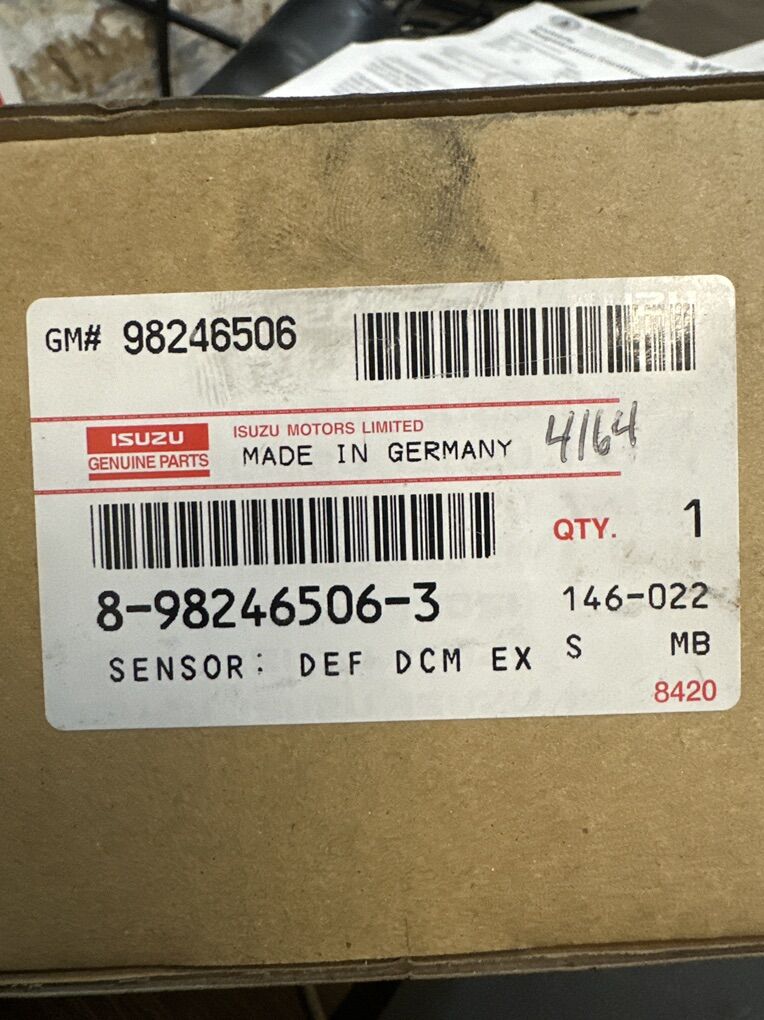 GM# 98246506
ISUZU
GENUINE PARTS
ISUZU MOTORS LIMITED
MADE IN GERMANY
4164
QTY. 1
8-98246506-3
146-022
SENSOR: DEF DCM EX
S MB
8420